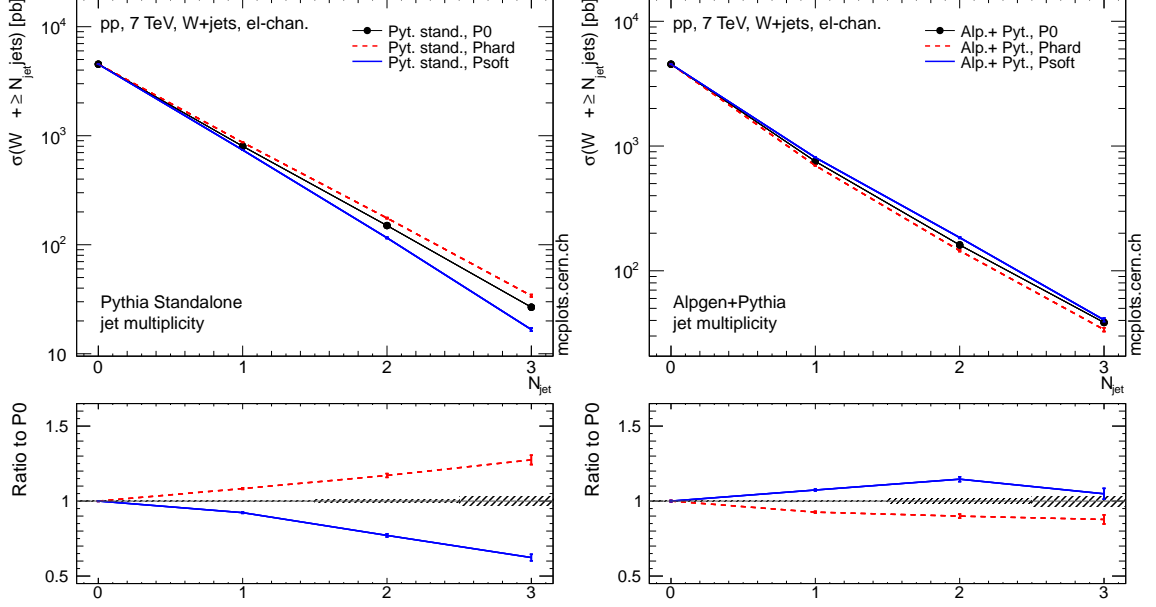 pp, 7 TeV, W+jets, el-chan.
Pyt. stand., P0
Pyt. stand., Phard
Pyt. stand., Psoft
σ(W + ≥ N_jet jets) [pb]
10^4
10^3
10^2
10
Pythia Standalone
jet multiplicity
mcplots.cern.ch
0 1 2 3
N_jet
Ratio to P0
1.5
1
0.5
0 1 2 3
pp, 7 TeV, W+jets, el-chan.
Alp.+ Pyt., P0
Alp.+ Pyt., Phard
Alp.+ Pyt., Psoft
σ(W + ≥ N_jet jets) [pb]
10^4
10^3
10^2
Alpgen+Pythia
jet multiplicity
mcplots.cern.ch
0 1 2 3
N_jet
Ratio to P0
1.5
1
0.5
0 1 2 3